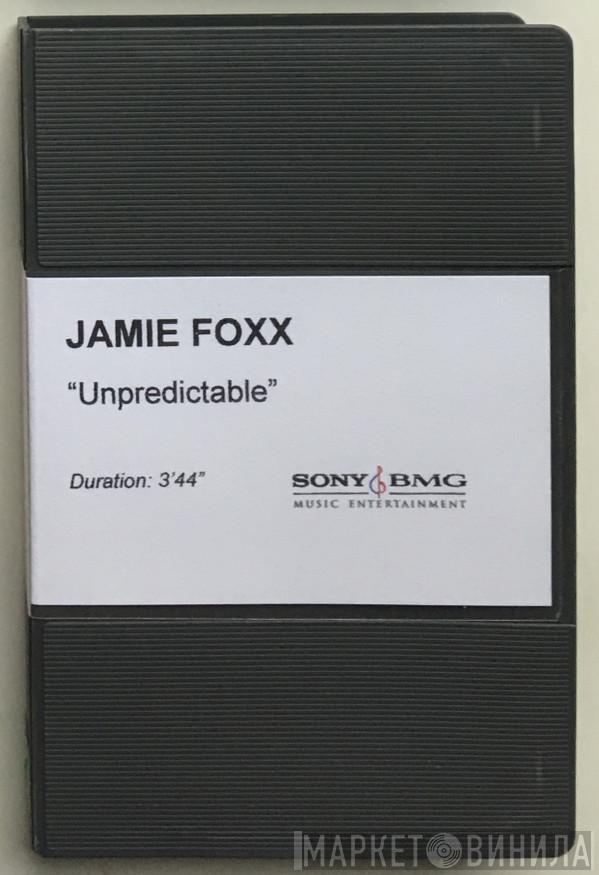 JAMIE FOXX
“Unpredictable”
Duration: 3’44”
SONY BMG
MUSIC ENTERTAINMENT
МАРКЕТ ВИНИЛА